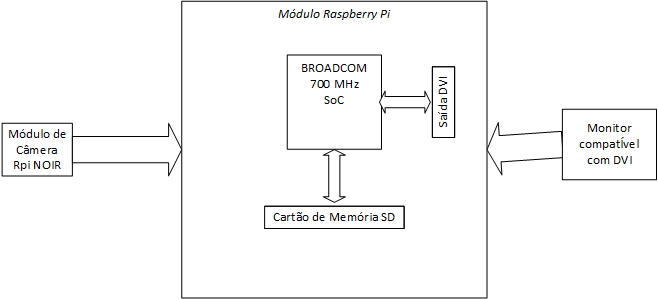 Módulo Raspberry Pi
BROADCOM
700 MHz
SoC
Saída DVI
Módulo de
Câmera
Rpi NOIR
Monitor
compatível
com DVI
Cartão de Memória SD